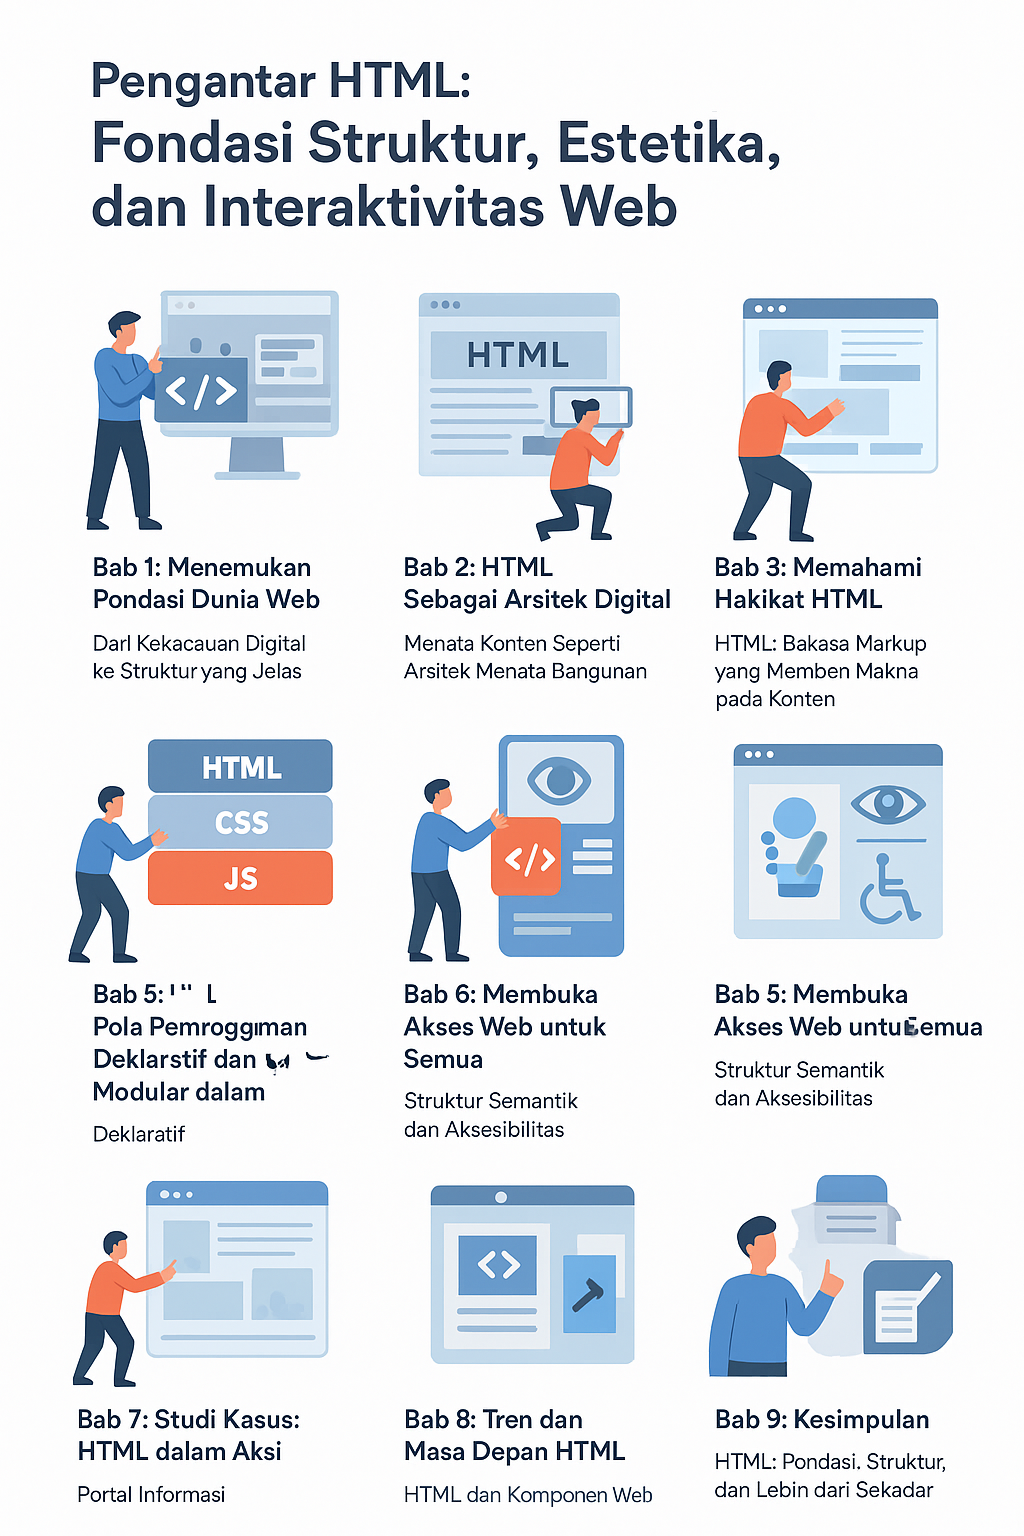 Pengantar HTML:
Fondasi Struktur, Estetika,
dan Interaktivitas Web
</>
HTML
Bab 1: Menemukan
Pondasi Dunia Web
Darl Kekacauan Digital
ke Struktur yang Jelas
Bab 2: HTML
Sebagai Arsitek Digital
Menata Konten Seperti
Arsitek Menata Bangunan
Bab 3: Memahami
Hakikat HTML
HTML: Bakasa Markup
yang Memben Makna
pada Konten
HTML
CSS
JS
</>
Bab 5:
Pola Pemroggıman
Deklarstif dan
Modular dalam
Deklaratif
Bab 6: Membuka
Akses Web untuk
Semua
Struktur Semantik
dan Aksesibilitas
Bab 5: Membuka
Akses Web untuk Semua
Struktur Semantik
dan Aksesibilitas
<>
Bab 7: Studi Kasus:
HTML dalam Aksi
Portal Informasi
Bab 8: Tren dan
Masa Depan HTML
HTML dan Komponen Web
Bab 9: Kesimpulan
HTML: Pondasi. Struktur,
dan Lebin dari Sekadar